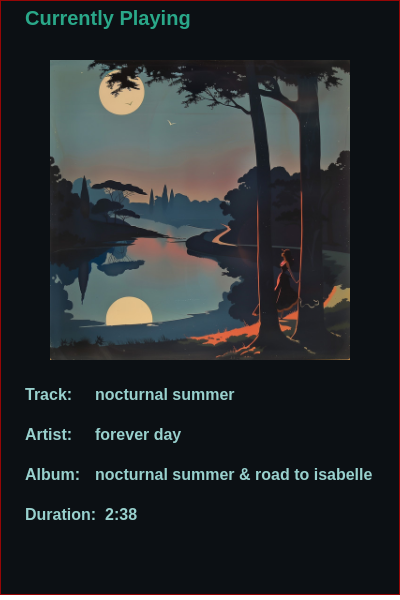 Currently Playing
Track: nocturnal summer
Artist: forever day
Album: nocturnal summer & road to isabelle
Duration: 2:38